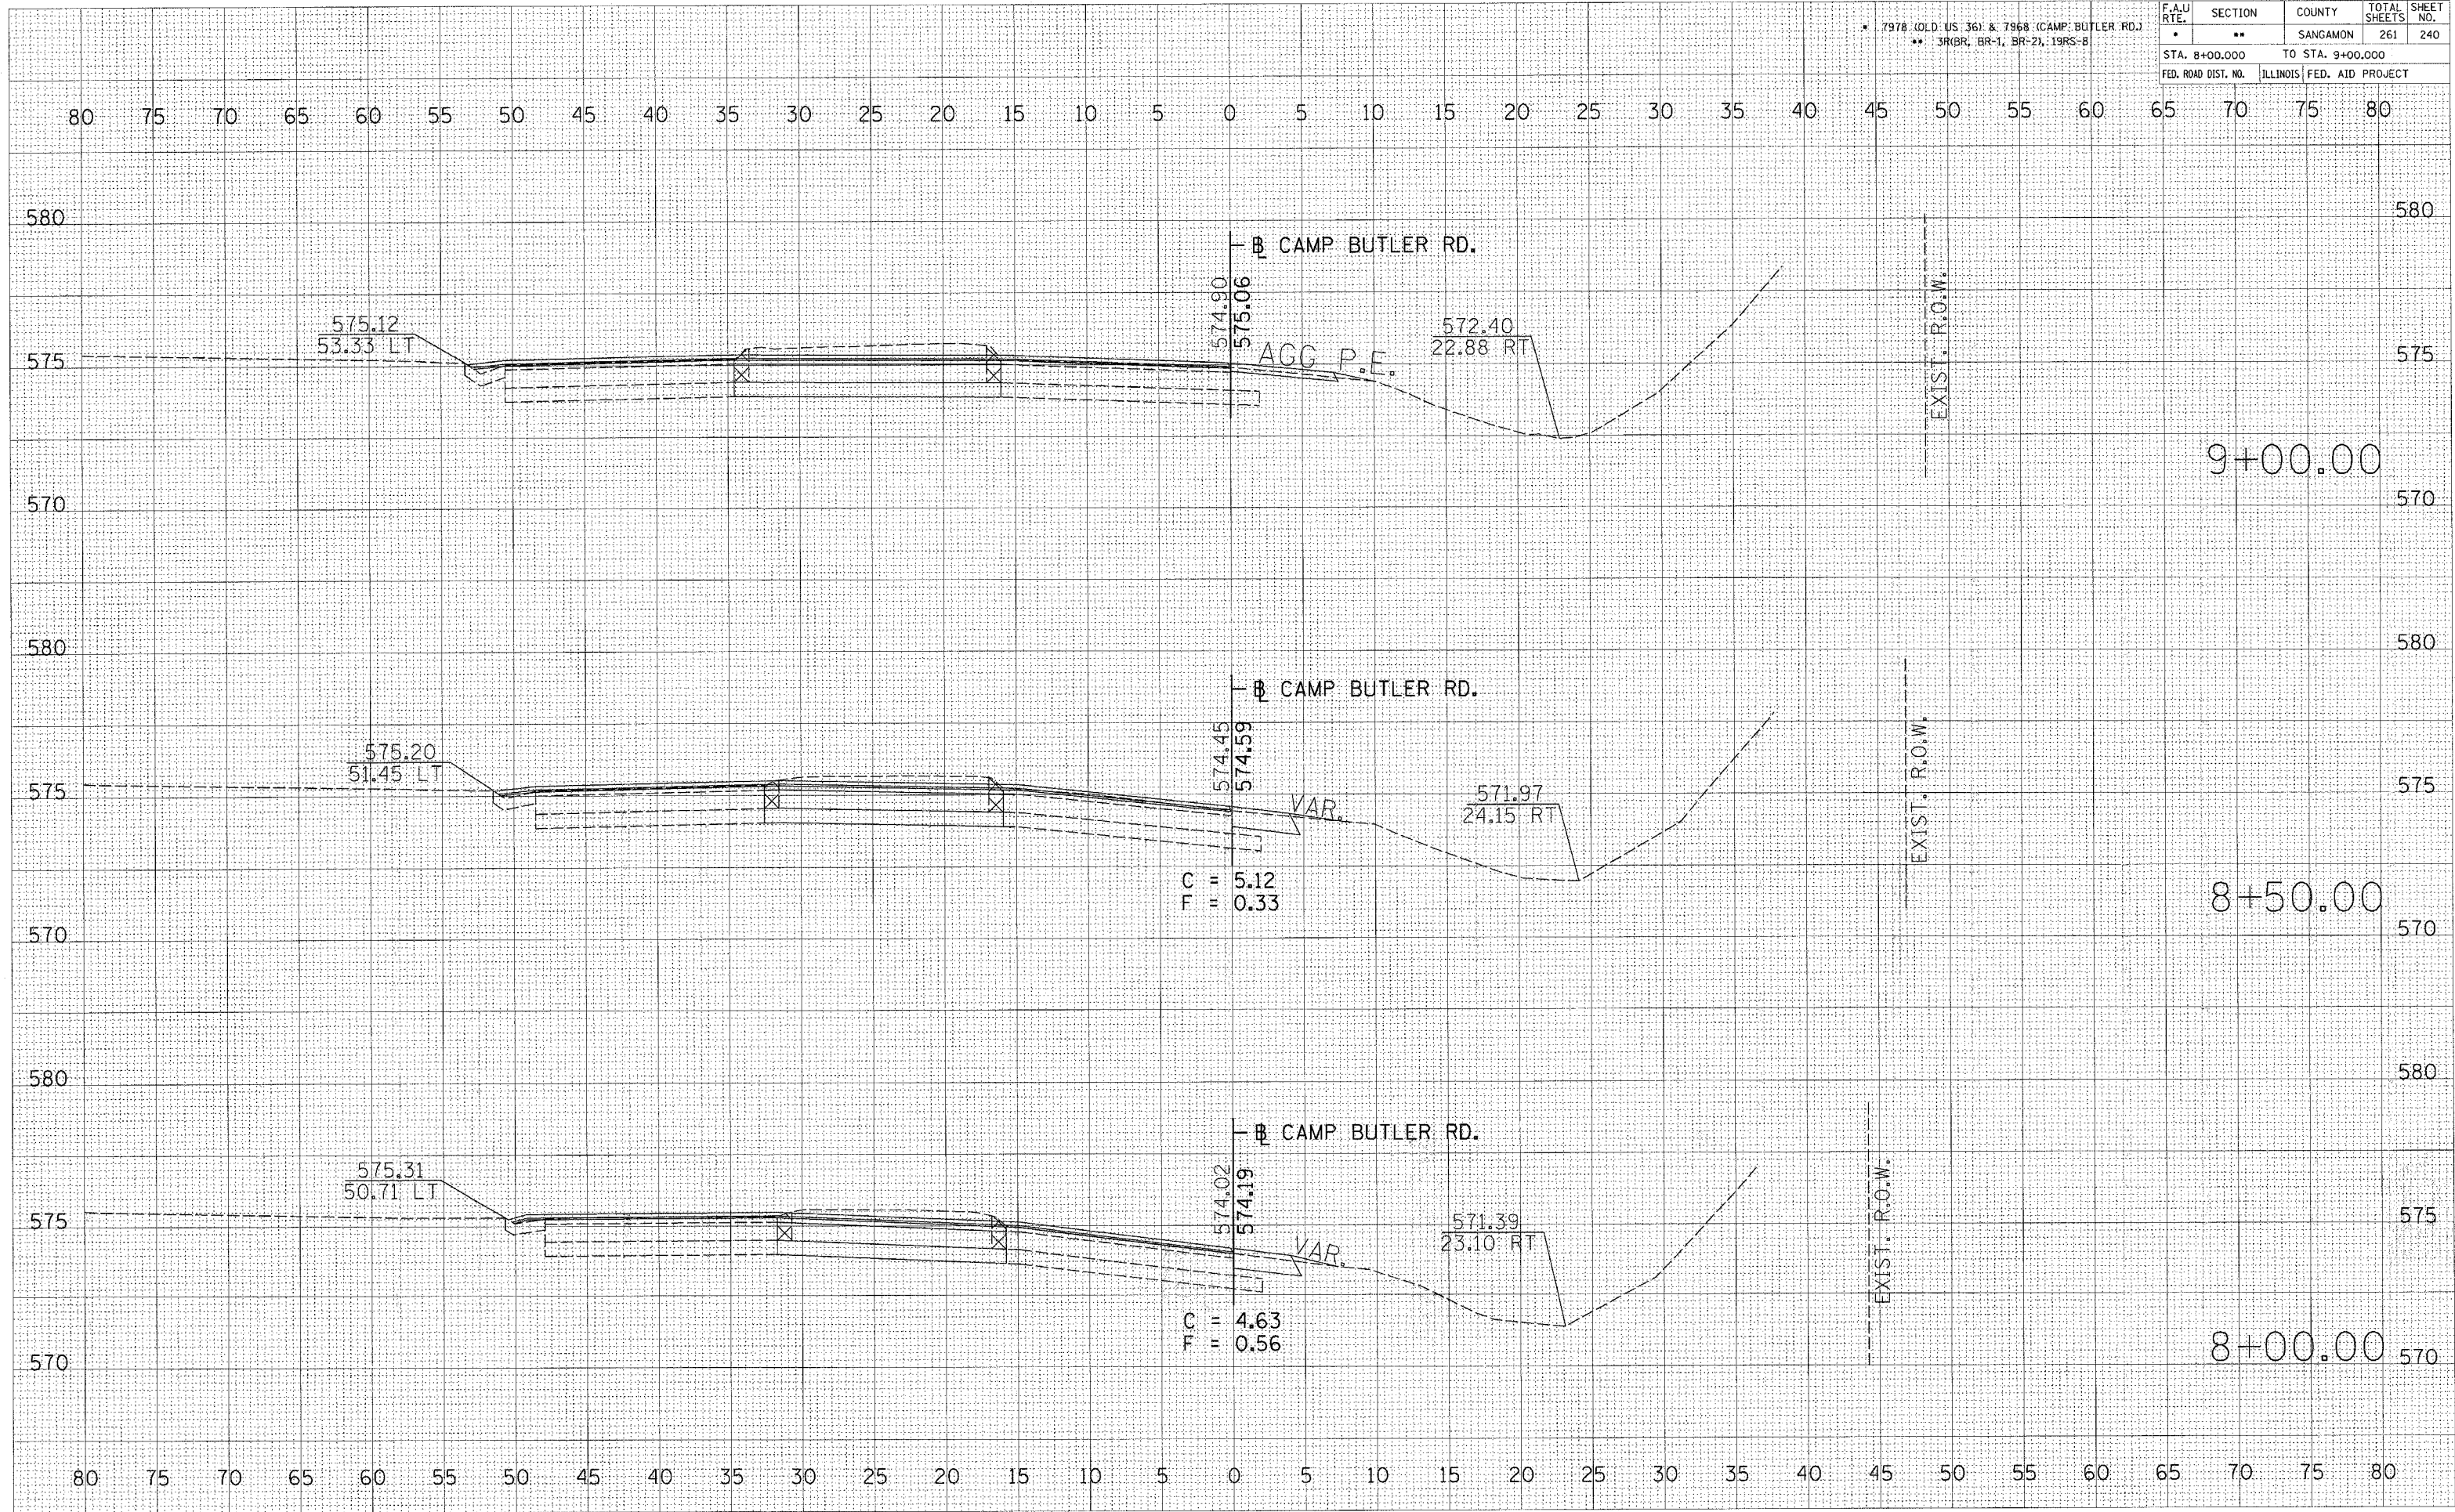 * 7978 (OLD US 36) & 7968 (CAMP BUTLER RD.)
** 3R(BR, BR-1, BR-2), 19RS-8
F.A.U RTE. SECTION COUNTY TOTAL SHEETS SHEET NO.
* ** SANGAMON 261 240
STA. 8+00.000 TO STA. 9+00.000
FED. ROAD DIST. NO. ILLINOIS FED. AID PROJECT
80 75 70 65 60 55 50 45 40 35 30 25 20 15 10 5 0 5 10 15 20 25 30 35 40 45 50 55 60 65 70 75 80
580 580
BL CAMP BUTLER RD.
574.90
575.06
575.12
53.33 LT
AGG P.E.
572.40
22.88 RT
EXIST. R.O.W.
575 575
9+00.00
570 570
580 580
BL CAMP BUTLER RD.
574.45
574.59
575.20
51.45 LT
VAR.
571.97
24.15 RT
EXIST. R.O.W.
575 575
C = 5.12
F = 0.33
8+50.00
570 570
580 580
BL CAMP BUTLER RD.
574.02
574.19
575.31
50.71 LT
VAR.
571.39
23.10 RT
EXIST. R.O.W.
575 575
C = 4.63
F = 0.56
8+00.00
570 570
80 75 70 65 60 55 50 45 40 35 30 25 20 15 10 5 0 5 10 15 20 25 30 35 40 45 50 55 60 65 70 75 80